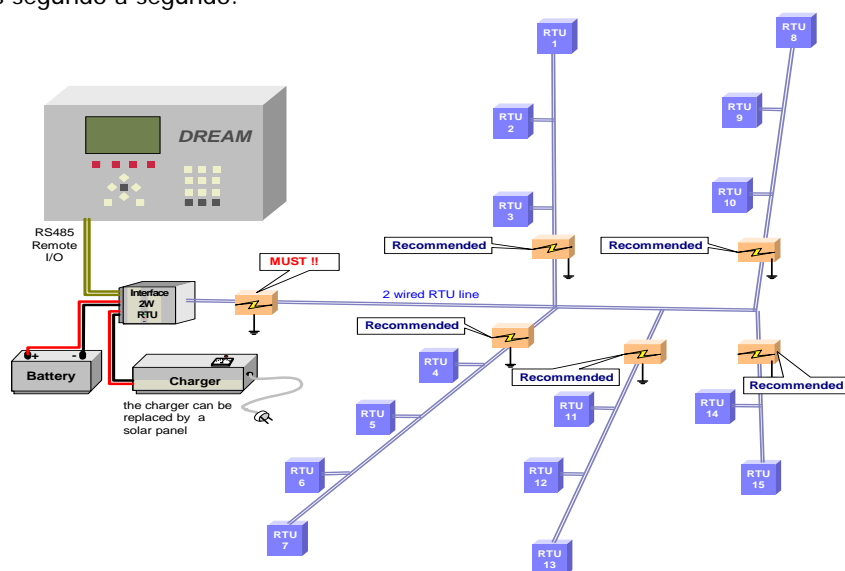 s segundo a segundo.
RTU
1
RTU
8
RTU
2
RTU
9
DREAM
RTU
3
RTU
10
RS485
Remote
I/O
Recommended
Recommended
MUST !!
Interface
2W
RTU
2 wired RTU line
Recommended
+ -
Battery
Charger
RTU
4
Recommended
Recommended
the charger can be
replaced by a
solar panel
RTU
5
RTU
11
RTU
14
RTU
6
RTU
12
RTU
15
RTU
7
RTU
13